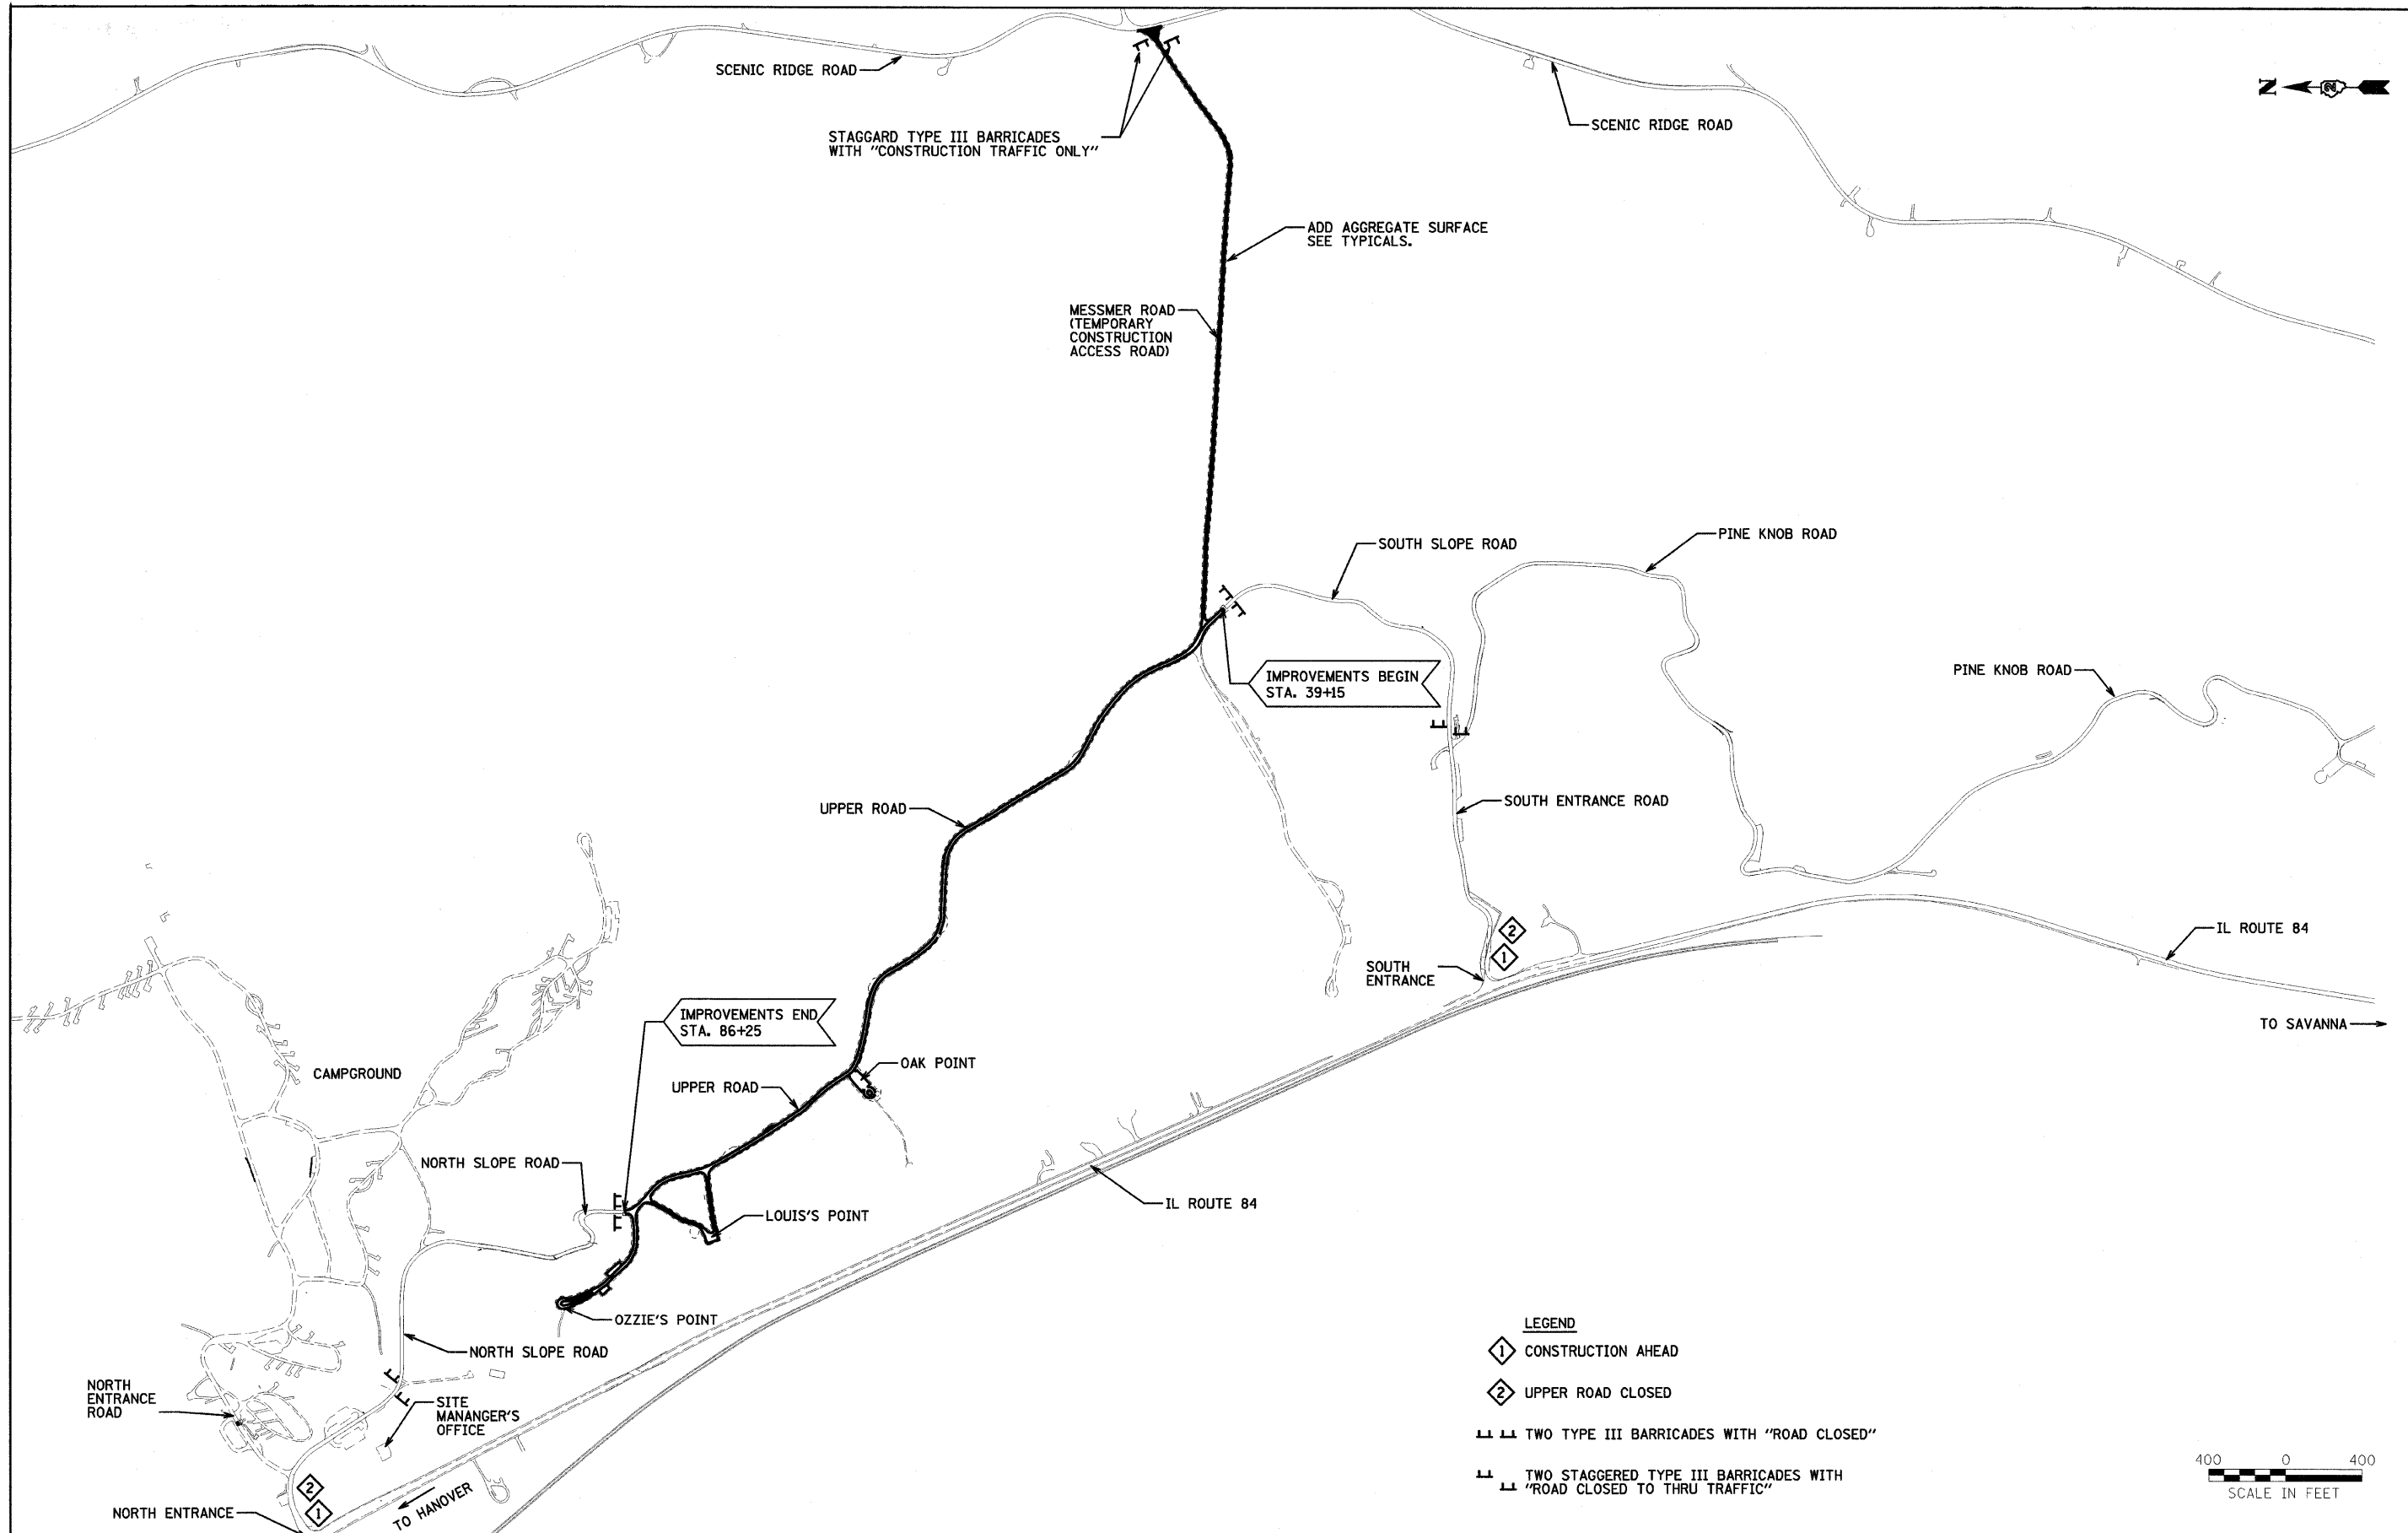 SCENIC RIDGE ROAD
N
SCENIC RIDGE ROAD
STAGGARD TYPE III BARRICADES
WITH "CONSTRUCTION TRAFFIC ONLY"
ADD AGGREGATE SURFACE
SEE TYPICALS.
MESSMER ROAD
(TEMPORARY
CONSTRUCTION
ACCESS ROAD)
SOUTH SLOPE ROAD
PINE KNOB ROAD
IMPROVEMENTS BEGIN
STA. 39+15
PINE KNOB ROAD
UPPER ROAD
SOUTH ENTRANCE ROAD
2
1
IL ROUTE 84
SOUTH
ENTRANCE
TO SAVANNA
IMPROVEMENTS END
STA. 86+25
OAK POINT
CAMPGROUND
UPPER ROAD
NORTH SLOPE ROAD
IL ROUTE 84
LOUIS'S POINT
OZZIE'S POINT
NORTH SLOPE ROAD
NORTH
ENTRANCE
ROAD
SITE
MANANGER'S
OFFICE
2
1
NORTH ENTRANCE
TO HANOVER
LEGEND
1 CONSTRUCTION AHEAD
2 UPPER ROAD CLOSED
TWO TYPE III BARRICADES WITH "ROAD CLOSED"
TWO STAGGERED TYPE III BARRICADES WITH
"ROAD CLOSED TO THRU TRAFFIC"
400 0 400
SCALE IN FEET